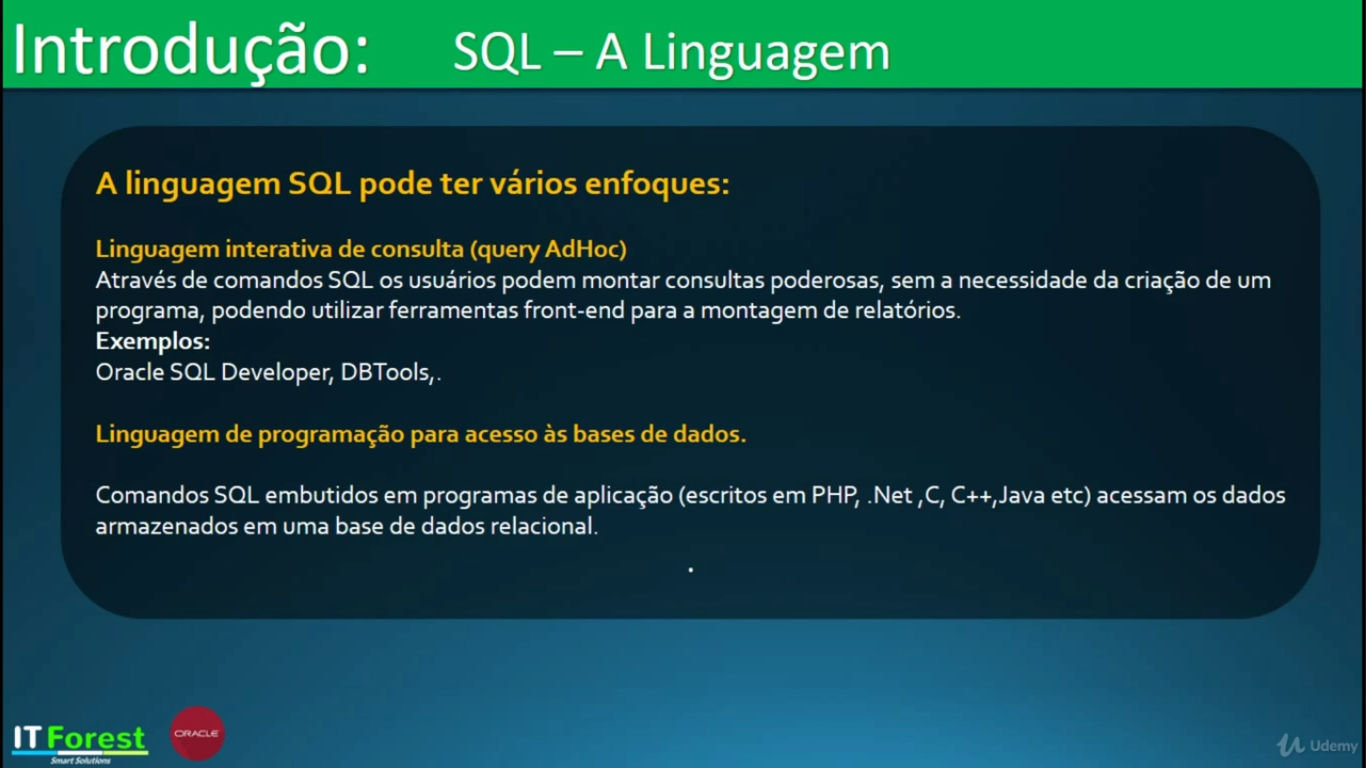 Introdução: SQL – A Linguagem
A linguagem SQL pode ter vários enfoques:
Linguagem interativa de consulta (query AdHoc)
Através de comandos SQL os usuários podem montar consultas poderosas, sem a necessidade da criação de um
programa, podendo utilizar ferramentas front-end para a montagem de relatórios.
Exemplos:
Oracle SQL Developer, DBTools,.
Linguagem de programação para acesso às bases de dados.
Comandos SQL embutidos em programas de aplicação (escritos em PHP, .Net ,C, C++,Java etc) acessam os dados
armazenados em uma base de dados relacional.
.
IT Forest
Smart Solutions
ORACLE
Udemy